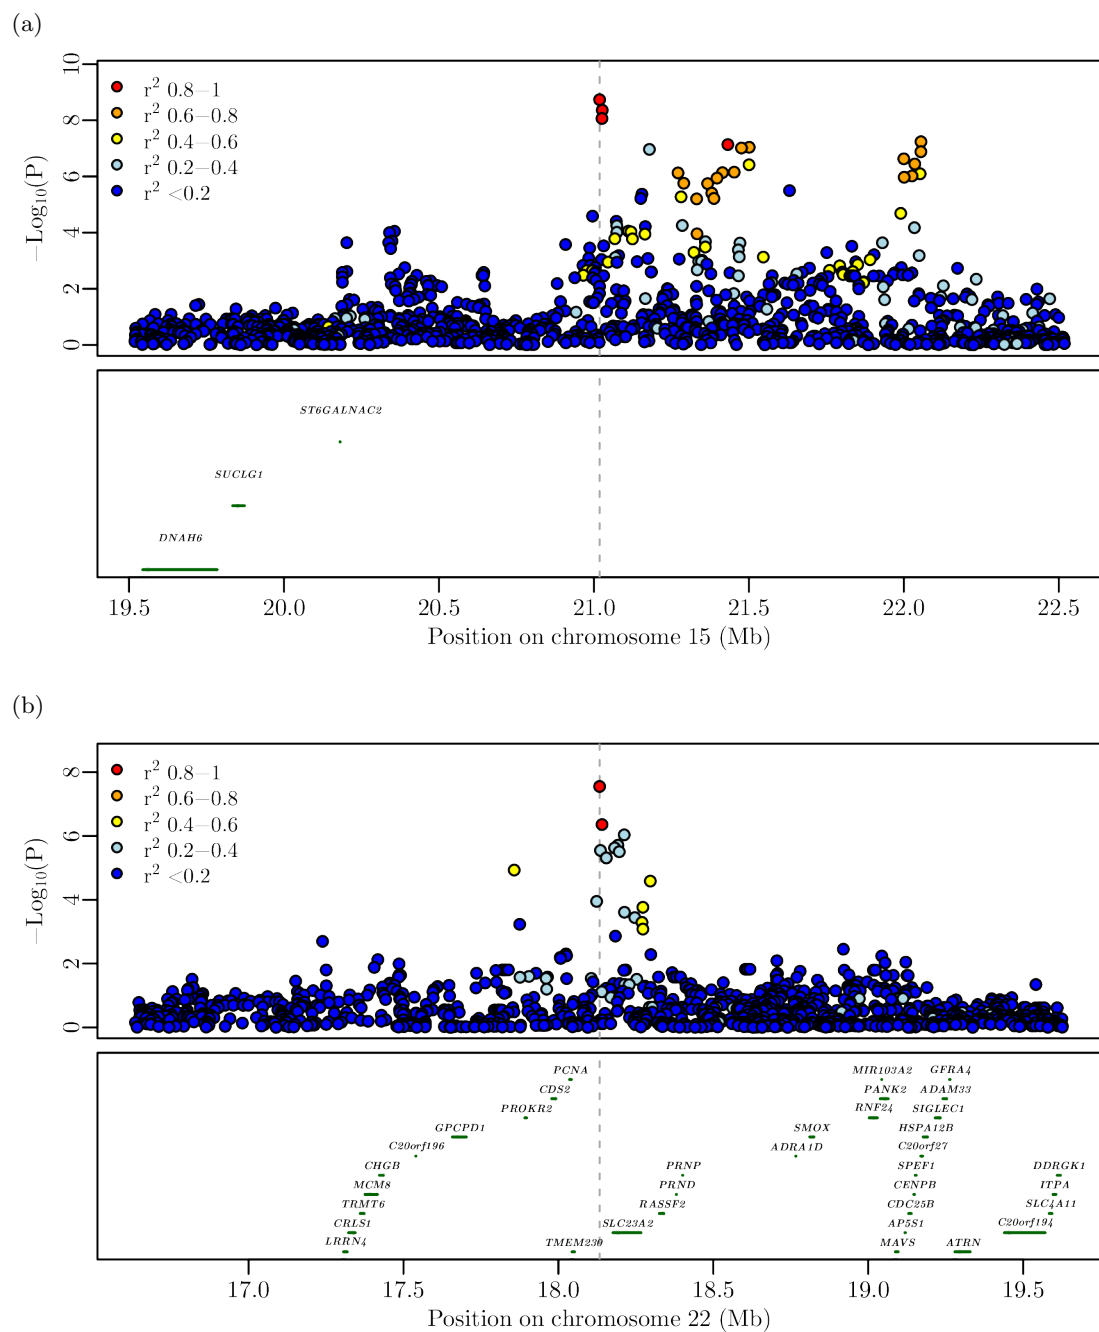 (a)
10
8
6
4
2
0
−Log10(P)
r2 0.8−1
r2 0.6−0.8
r2 0.4−0.6
r2 0.2−0.4
r2 <0.2
ST6GALNAC2
SUCLG1
DNAH6
19.5 20.0 20.5 21.0 21.5 22.0 22.5
Position on chromosome 15 (Mb)
(b)
8
6
4
2
0
−Log10(P)
r2 0.8−1
r2 0.6−0.8
r2 0.4−0.6
r2 0.2−0.4
r2 <0.2
PCNA MIR103A2 GFRA4
CDS2 PANK2 ADAM33
PROKR2 RNF24 SIGLEC1
GPCPD1 SMOX HSPA12B
C20orf196 ADRA1D C20orf27
CHGB PRNP SPEF1 DDRGK1
MCM8 PRND CENPB ITPA
TRMT6 RASSF2 CDC25B SLC4A11
CRLS1 SLC23A2 AP5S1 C20orf194
LRRN4 TMEM230 MAVS ATRN
17.0 17.5 18.0 18.5 19.0 19.5
Position on chromosome 22 (Mb)